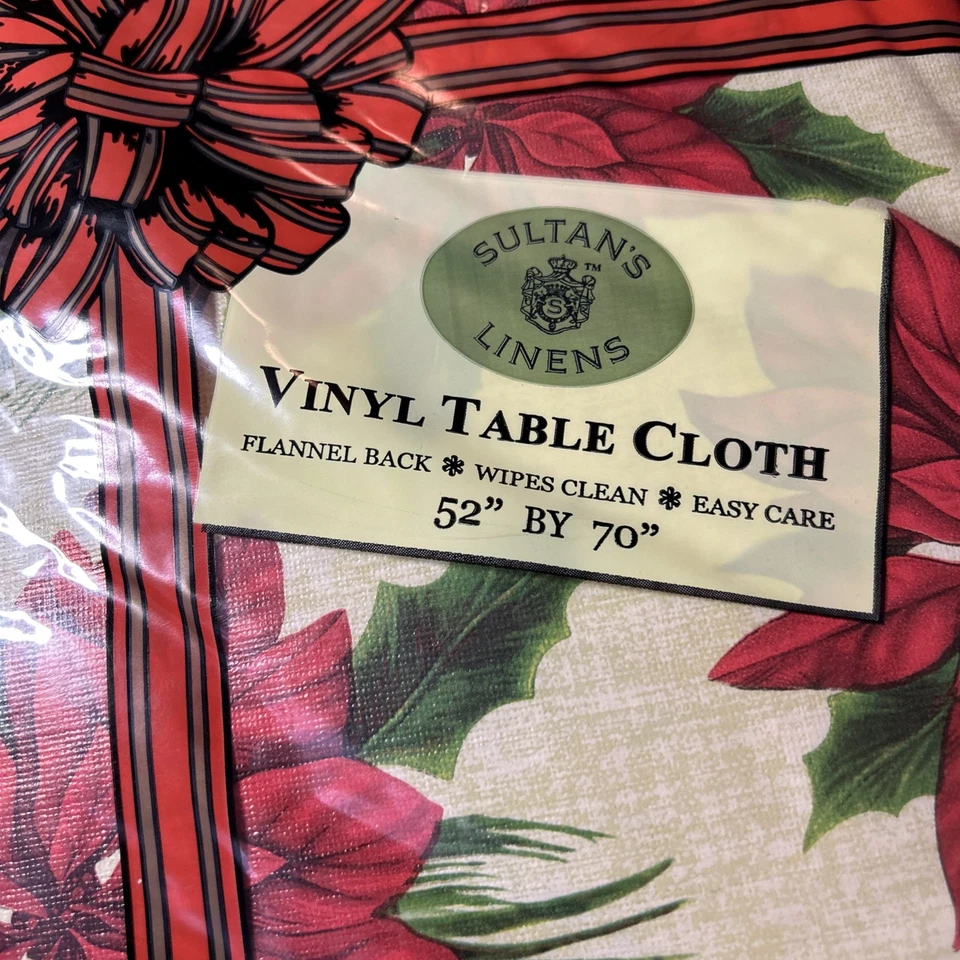 SULTAN'S
TM
S
LINENS
VINYL TABLE CLOTH
FLANNEL BACK ✽ WIPES CLEAN ✽ EASY CARE
52” BY 70”